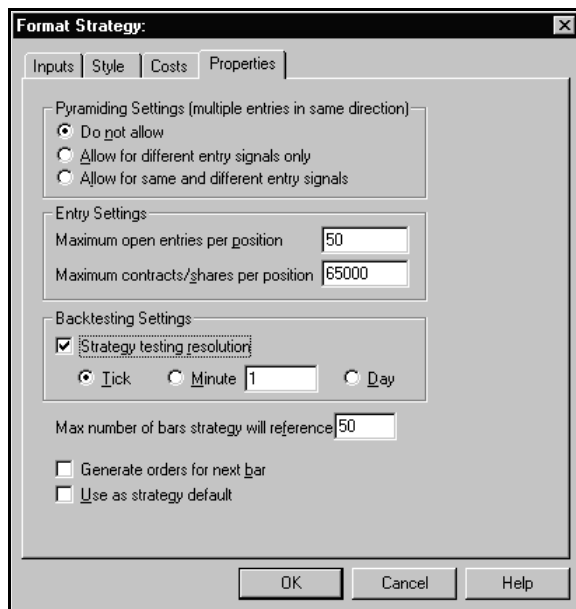 Format Strategy:
Inputs Style Costs Properties
Pyramiding Settings (multiple entries in same direction)
Do not allow
Allow for different entry signals only
Allow for same and different entry signals
Entry Settings
Maximum open entries per position 50
Maximum contracts/shares per position 65000
Backtesting Settings
Strategy testing resolution
Tick Minute 1 Day
Max number of bars strategy will reference 50
Generate orders for next bar
Use as strategy default
OK Cancel Help